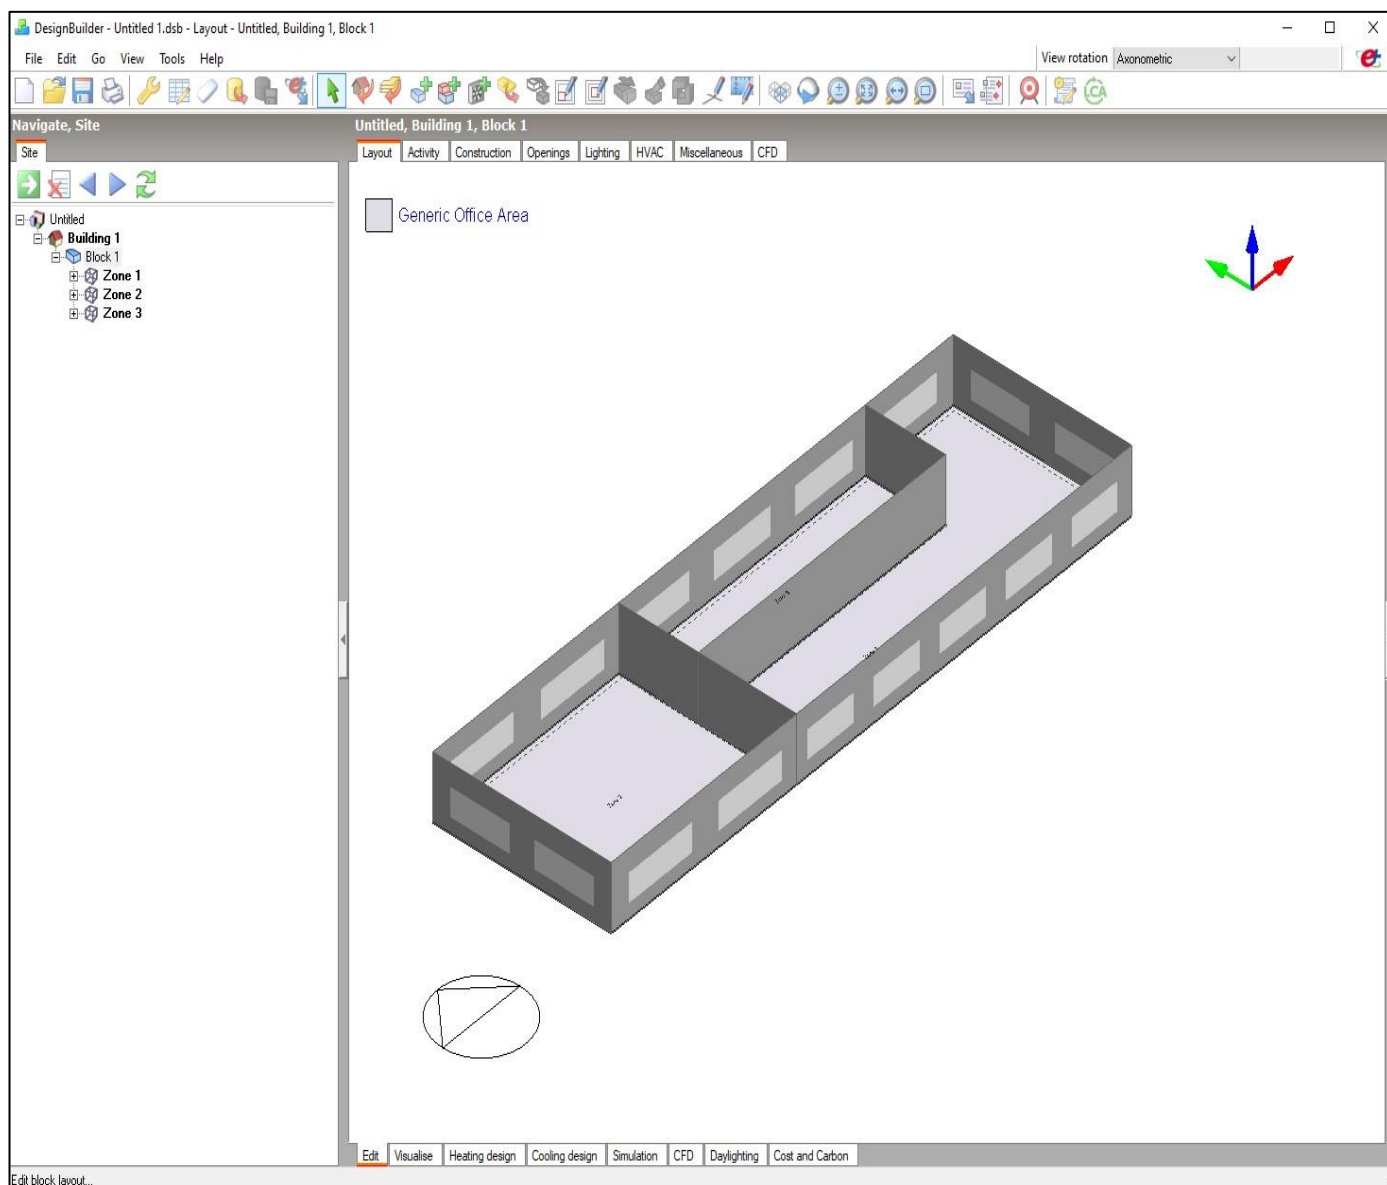 DesignBuilder - Untitled 1.dsb - Layout - Untitled, Building 1, Block 1
File Edit Go View Tools Help
View rotation Axonometric
Navigate, Site
Untitled, Building 1, Block 1
Site
Layout Activity Construction Openings Lighting HVAC Miscellaneous CFD
Generic Office Area
Untitled
Building 1
Block 1
Zone 1
Zone 2
Zone 3
Edit Visualise Heating design Cooling design Simulation CFD Daylighting Cost and Carbon
Edit block layout...